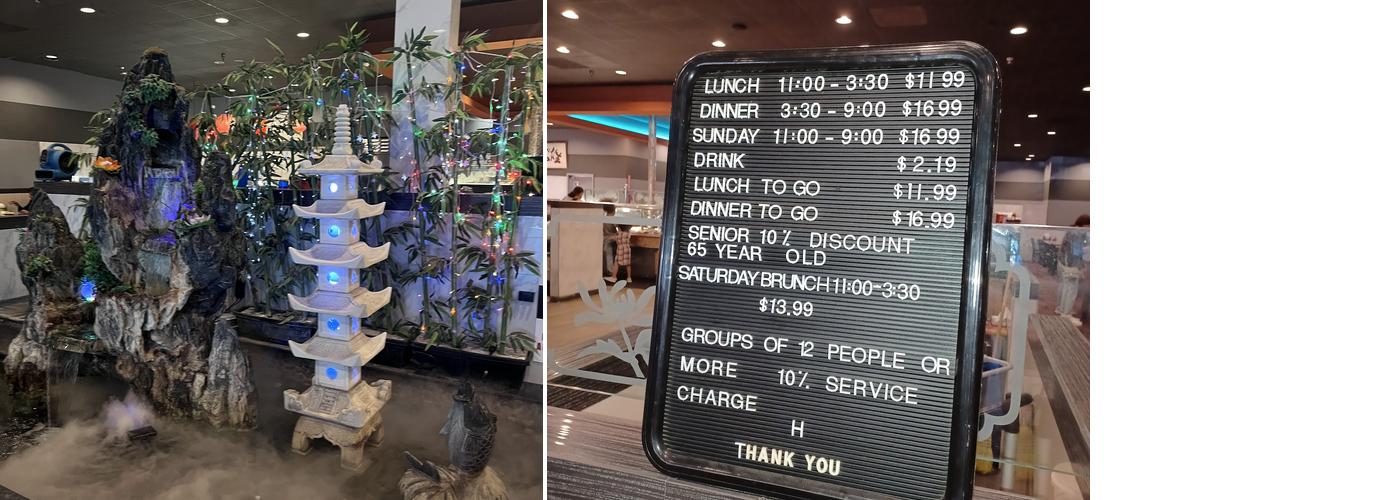 LUNCH 11:00 - 3:30 $11 99
DINNER 3:30 - 9:00 $16 99
SUNDAY 11:00 - 9:00 $16 99
DRINK $ 2.19
LUNCH TO GO $11.99
DINNER TO GO $16.99
SENIOR 10% DISCOUNT
65 YEAR OLD
SATURDAY BRUNCH 11:00-3:30
$13.99
GROUPS OF 12 PEOPLE OR
MORE 10% SERVICE
CHARGE
H
THANK YOU